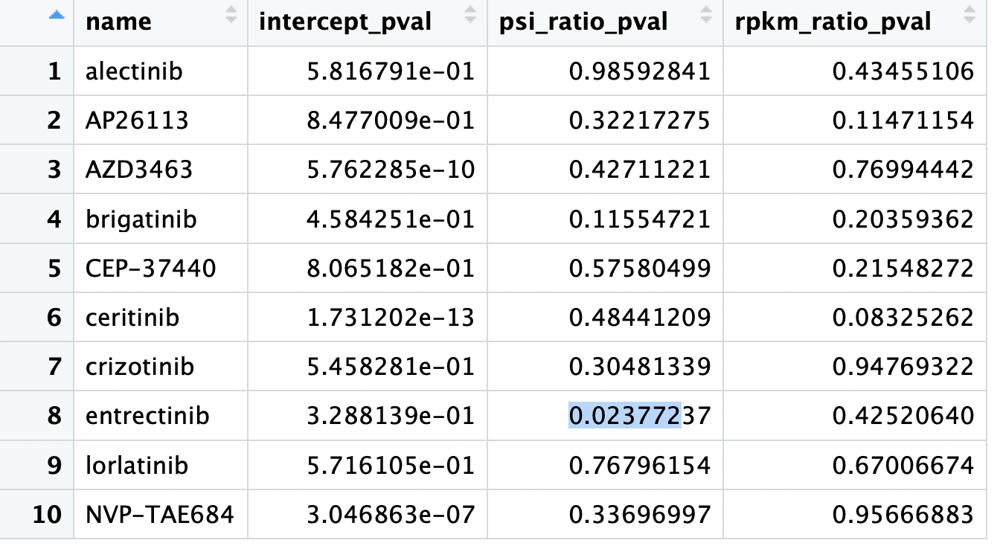 name intercept_pval psi_ratio_pval rpkm_ratio_pval
1 alectinib 5.816791e-01 0.98592841 0.43455106
2 AP26113 8.477009e-01 0.32217275 0.11471154
3 AZD3463 5.762285e-10 0.42711221 0.76994442
4 brigatinib 4.584251e-01 0.11554721 0.20359362
5 CEP-37440 8.065182e-01 0.57580499 0.21548272
6 ceritinib 1.731202e-13 0.48441209 0.08325262
7 crizotinib 5.458281e-01 0.30481339 0.94769322
8 entrectinib 3.288139e-01 0.02377237 0.42520640
9 lorlatinib 5.716105e-01 0.76796154 0.67006674
10 NVP-TAE684 3.046863e-07 0.33696997 0.95666883